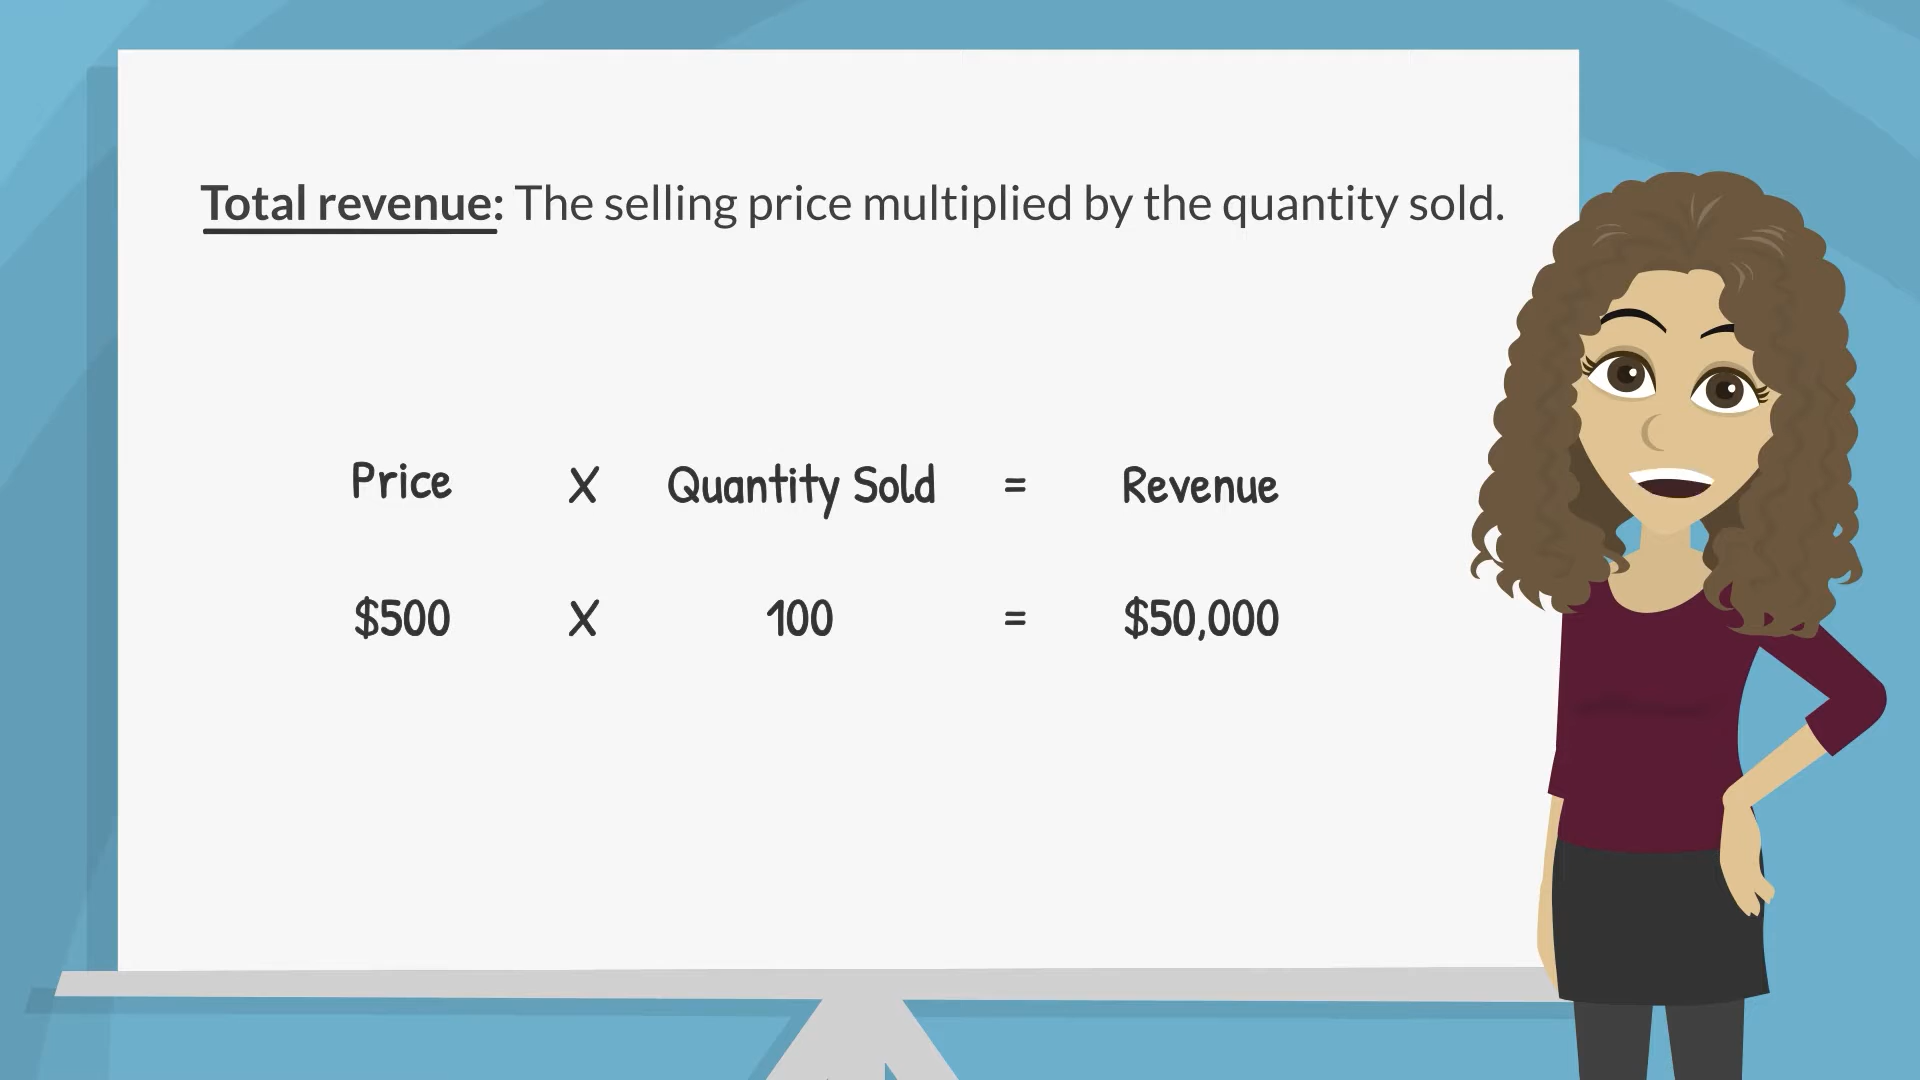 Total revenue: The selling price multiplied by the quantity sold.
Price X Quantity Sold = Revenue
$500 X 100 = $50,000